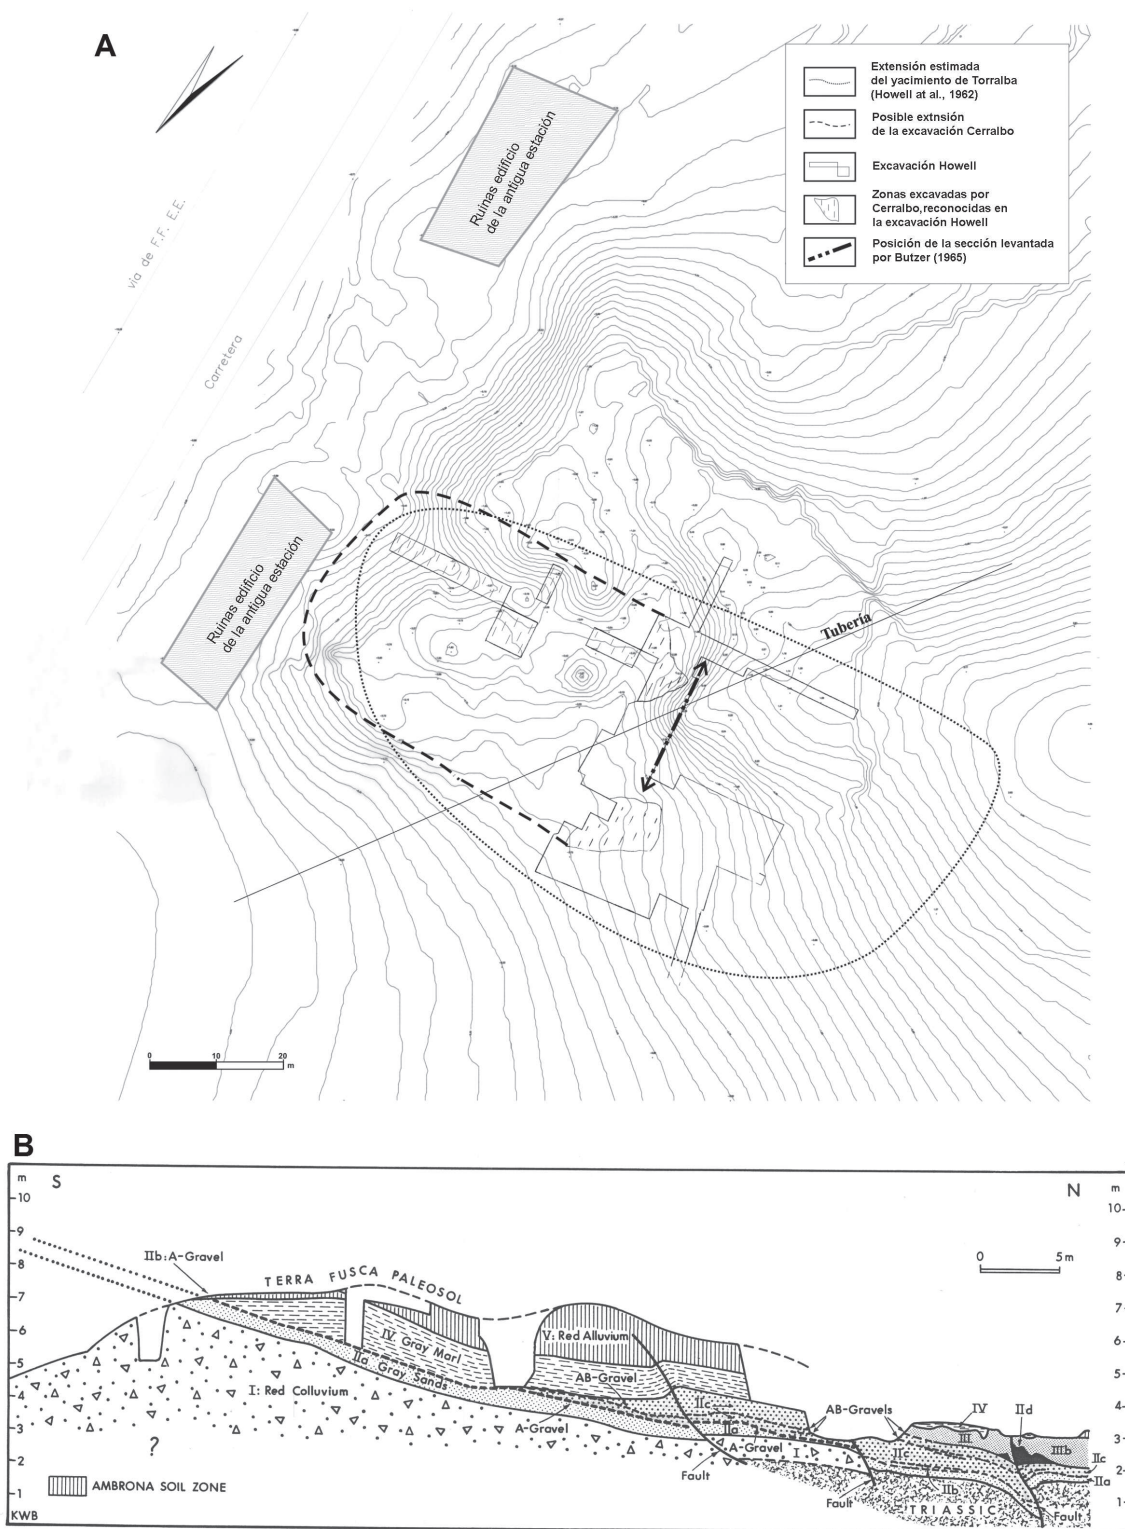 A
Ruinas edificio
de la antigua estación
via de F.F. E.E.
Carretera
Extensión estimada
del yacimiento de Torralba
(Howell at al., 1962)
Posible extnsión
de la excavación Cerralbo
Excavación Howell
Zonas excavadas por
Cerralbo,reconocidas en
la excavación Howell
Posición de la sección levantada
por Butzer (1965)
Ruinas edificio
de la antigua estación
Tubería
0 10 20
m
B
m S N m
10 10
9 9
8 8
7 7
6 6
5 5
4 4
3 3
2 2
1 1
0 5 m
IIb:A-Gravel
TERRA FUSCA PALEOSOL
IV Gray Marl
IIa Gray Sands
V: Red Alluvium
AB-Gravel
I: Red Colluvium
A-Gravel
IIc
IIa
A-Gravel
I
AB-Gravels
IV
IId
III
IIIb
IIc
IIc
IIa
IIb
?
Fault
Fault
TRIASSIC
Fault
AMBRONA SOIL ZONE
KWB